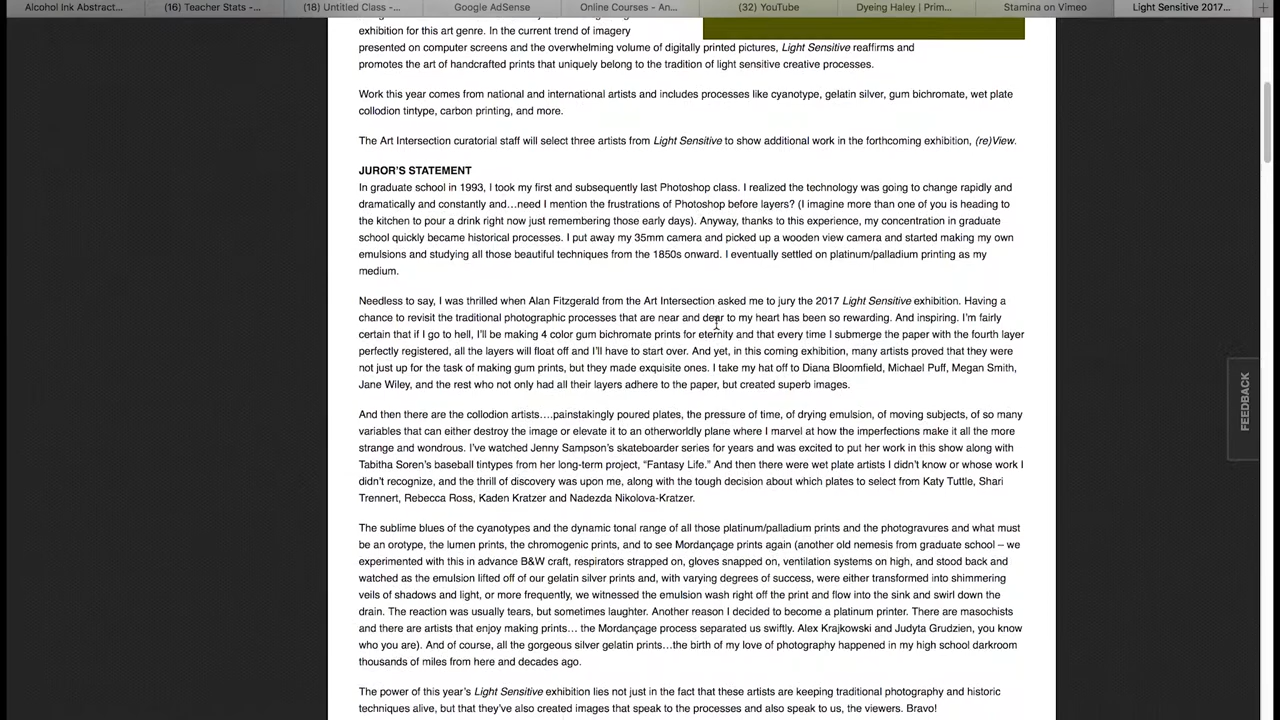 Alcohol Ink Abstract...
(16) Teacher Stats -...
(18) Untitled Class -...
Google AdSense
Online Courses - An...
(32) YouTube
Dyeing Haley | Prim...
Stamina on Vimeo
Light Sensitive 2017...
exhibition for this art genre. In the current trend of imagery
presented on computer screens and the overwhelming volume of digitally printed pictures, Light Sensitive reaffirms and
promotes the art of handcrafted prints that uniquely belong to the tradition of light sensitive creative processes.
Work this year comes from national and international artists and includes processes like cyanotype, gelatin silver, gum bichromate, wet plate
collodion tintype, carbon printing, and more.
The Art Intersection curatorial staff will select three artists from Light Sensitive to show additional work in the forthcoming exhibition, (re)View.
JUROR'S STATEMENT
In graduate school in 1993, I took my first and subsequently last Photoshop class. I realized the technology was going to change rapidly and
dramatically and constantly and…need I mention the frustrations of Photoshop before layers? (I imagine more than one of you is heading to
the kitchen to pour a drink right now just remembering those early days). Anyway, thanks to this experience, my concentration in graduate
school quickly became historical processes. I put away my 35mm camera and picked up a wooden view camera and started making my own
emulsions and studying all those beautiful techniques from the 1850s onward. I eventually settled on platinum/palladium printing as my
medium.
Needless to say, I was thrilled when Alan Fitzgerald from the Art Intersection asked me to jury the 2017 Light Sensitive exhibition. Having a
chance to revisit the traditional photographic processes that are near and dear to my heart has been so rewarding. And inspiring. I'm fairly
certain that if I go to hell, I'll be making 4 color gum bichromate prints for eternity and that every time I submerge the paper with the fourth layer
perfectly registered, all the layers will float off and I'll have to start over. And yet, in this coming exhibition, many artists proved that they were
not just up for the task of making gum prints, but they made exquisite ones. I take my hat off to Diana Bloomfield, Michael Puff, Megan Smith,
Jane Wiley, and the rest who not only had all their layers adhere to the paper, but created superb images.
And then there are the collodion artists….painstakingly poured plates, the pressure of time, of drying emulsion, of moving subjects, of so many
variables that can either destroy the image or elevate it to an otherworldly plane where I marvel at how the imperfections make it all the more
strange and wondrous. I've watched Jenny Sampson's skateboarder series for years and was excited to put her work in this show along with
Tabitha Soren's baseball tintypes from her long-term project, "Fantasy Life." And then there were wet plate artists I didn't know or whose work I
didn't recognize, and the thrill of discovery was upon me, along with the tough decision about which plates to select from Katy Tuttle, Shari
Trennert, Rebecca Ross, Kaden Kratzer and Nadezda Nikolova-Kratzer.
The sublime blues of the cyanotypes and the dynamic tonal range of all those platinum/palladium prints and the photogravures and what must
be an orotype, the lumen prints, the chromogenic prints, and to see Mordançage prints again (another old nemesis from graduate school – we
experimented with this in advance B&W craft, respirators strapped on, gloves snapped on, ventilation systems on high, and stood back and
watched as the emulsion lifted off of our gelatin silver prints and, with varying degrees of success, were either transformed into shimmering
veils of shadows and light, or more frequently, we witnessed the emulsion wash right off the print and flow into the sink and swirl down the
drain. The reaction was usually tears, but sometimes laughter. Another reason I decided to become a platinum printer. There are masochists
and there are artists that enjoy making prints… the Mordançage process separated us swiftly. Alex Krajkowski and Judyta Grudzien, you know
who you are). And of course, all the gorgeous silver gelatin prints…the birth of my love of photography happened in my high school darkroom
thousands of miles from here and decades ago.
The power of this year's Light Sensitive exhibition lies not just in the fact that these artists are keeping traditional photography and historic
techniques alive, but that they've also created images that speak to the processes and also speak to us, the viewers. Bravo!
FEEDBACK